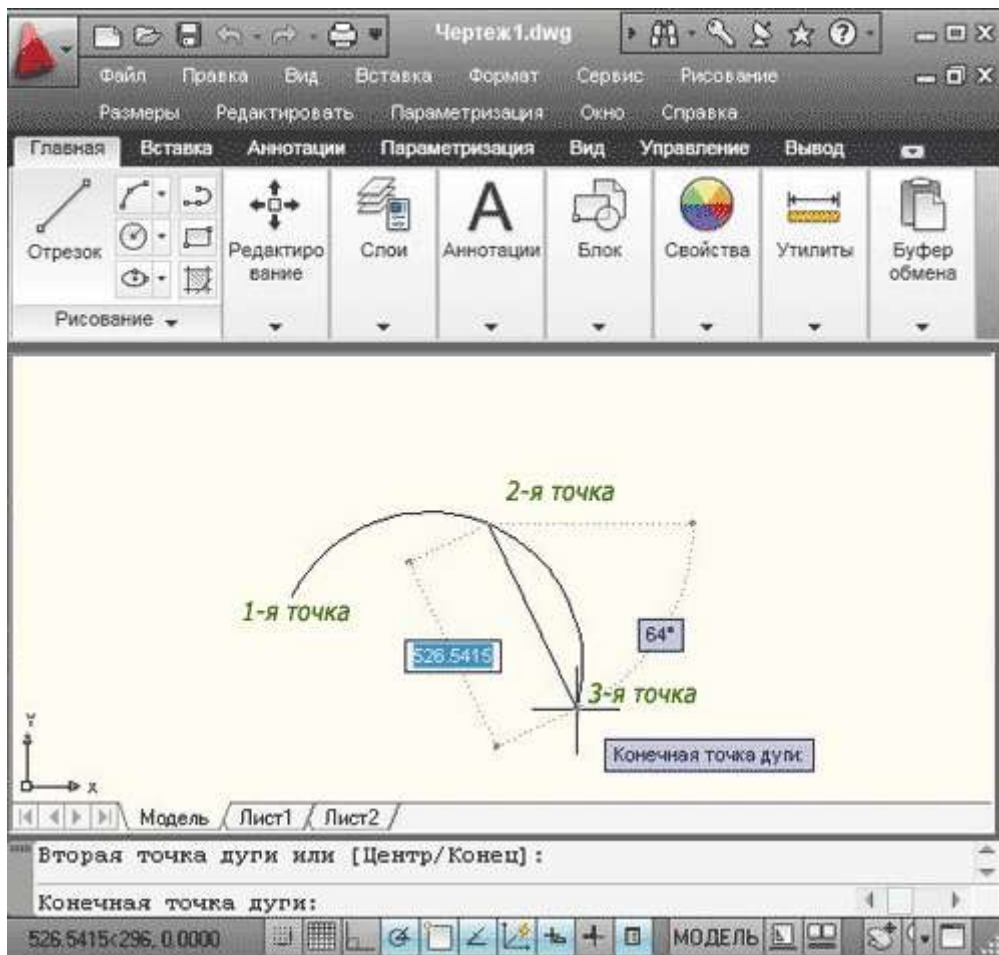 Чертеж1.dwg
Файл Правка Вид Вставка Формат Сервис Рисование
Размеры Редактировать Параметризация Окно Справка
Главная Вставка Аннотации Параметризация Вид Управление Вывод
Отрезок Редактиро Слои Аннотации Блок Свойства Утилиты Буфер
вание обмена
Рисование
2-я точка
1-я точка
64°
526.5415
3-я точка
Конечная точка дуги:
Y
X
Модель Лист1 Лист2
Вторая точка дуги или [Центр/Конец]:
Конечная точка дуги:
526.5415<296, 0.0000 МОДЕЛЬ